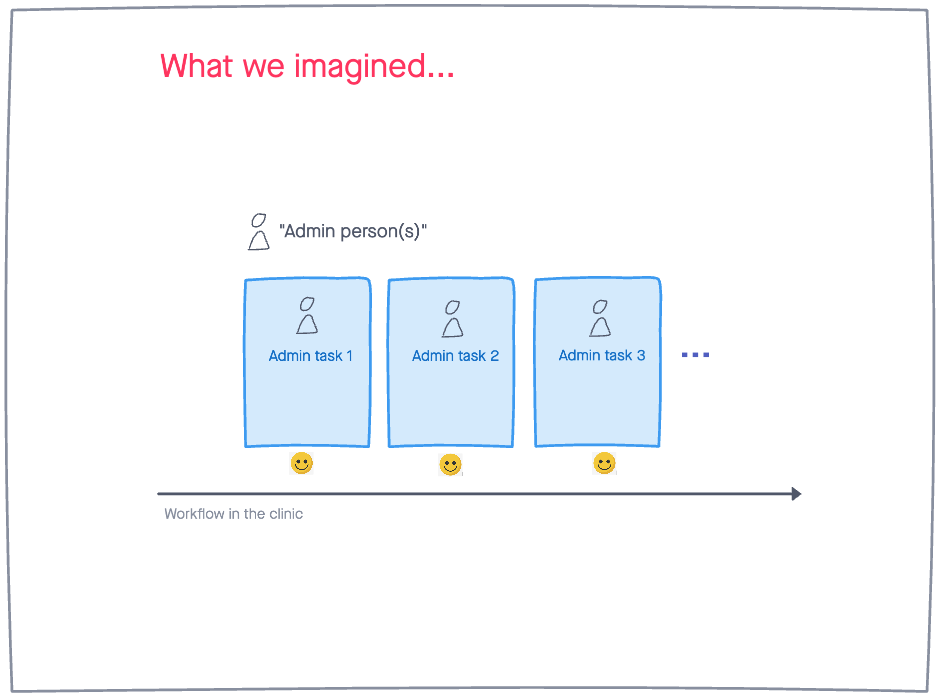 What we imagined...
"Admin person(s)"
Admin task 1
Admin task 2
Admin task 3
...
Workflow in the clinic